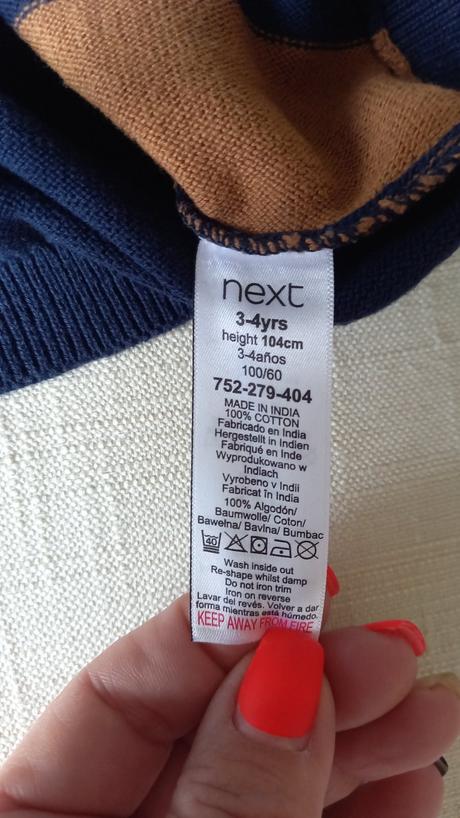 next
3-4yrs
height 104cm
3-4años
100/60
752-279-404
MADE IN INDIA
100% COTTON
Fabricado en India
Hergestellt in Indien
Fabriqué en Inde
Wyprodukowano w
Indiach
Vyrobeno v Indii
Fabricat în India
100% Algodón/
Baumwolle/ Coton/
Bawełna/ Bavlna/ Bumbac
40
Wash inside out
Re-shape whilst damp
Do not iron trim
Iron on reverse
Lavar del revés. Volver a dar
forma mientras está húmedo.
KEEP AWAY FROM FIRE